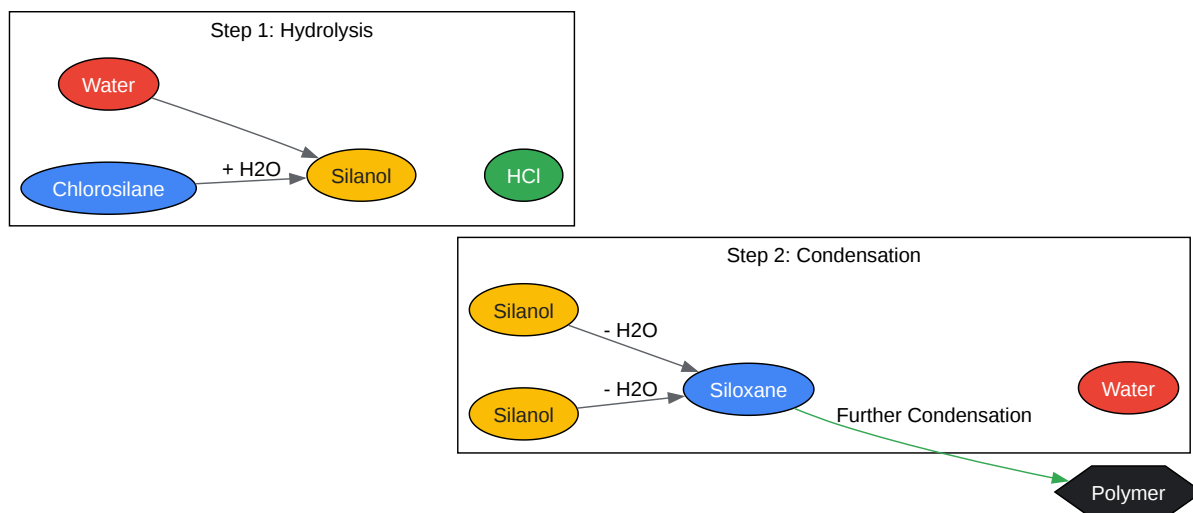 Step 1: Hydrolysis
Water
Chlorosilane
+ H2O
Silanol
HCl
Step 2: Condensation
Silanol
- H2O
Silanol
- H2O
Siloxane
Water
Further Condensation
Polymer